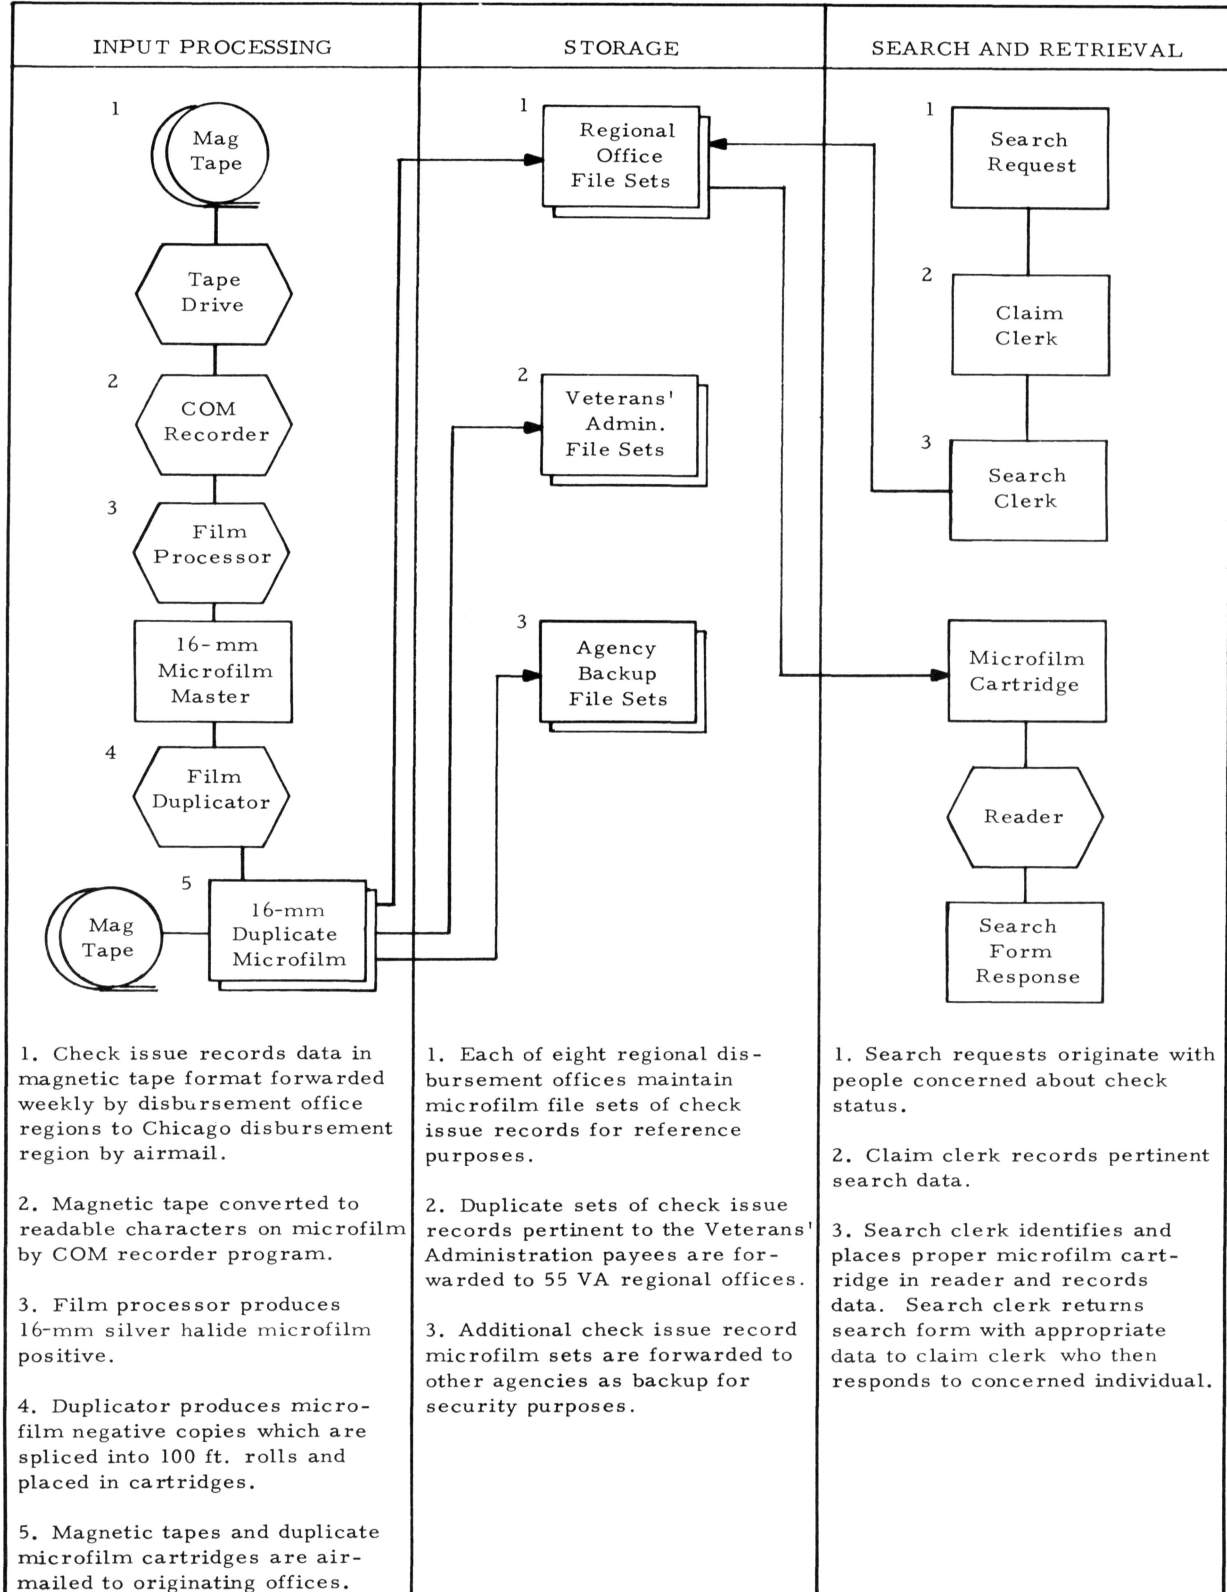 INPUT PROCESSING
1
Mag
Tape
Tape
Drive
2
COM
Recorder
3
Film
Processor
16-mm
Microfilm
Master
4
Film
Duplicator
Mag
Tape
5
16-mm
Duplicate
Microfilm
1. Check issue records data in
magnetic tape format forwarded
weekly by disbursement office
regions to Chicago disbursement
region by airmail.
2. Magnetic tape converted to
readable characters on microfilm
by COM recorder program.
3. Film processor produces
16-mm silver halide microfilm
positive.
4. Duplicator produces micro-
film negative copies which are
spliced into 100 ft. rolls and
placed in cartridges.
5. Magnetic tapes and duplicate
microfilm cartridges are air-
mailed to originating offices.
STORAGE
1
Regional
Office
File Sets
2
Veterans'
Admin.
File Sets
3
Agency
Backup
File Sets
1. Each of eight regional dis-
bursement offices maintain
microfilm file sets of check
issue records for reference
purposes.
2. Duplicate sets of check issue
records pertinent to the Veterans'
Administration payees are for-
warded to 55 VA regional offices.
3. Additional check issue record
microfilm sets are forwarded to
other agencies as backup for
security purposes.
SEARCH AND RETRIEVAL
1
Search
Request
2
Claim
Clerk
3
Search
Clerk
Microfilm
Cartridge
Reader
Search
Form
Response
1. Search requests originate with
people concerned about check
status.
2. Claim clerk records pertinent
search data.
3. Search clerk identifies and
places proper microfilm cart-
ridge in reader and records
data. Search clerk returns
search form with appropriate
data to claim clerk who then
responds to concerned individual.